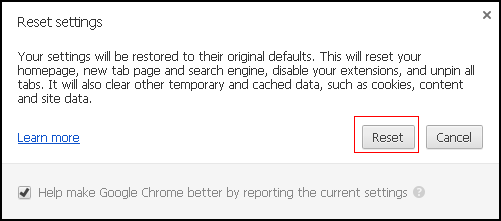 Reset settings
Your settings will be restored to their original defaults. This will reset your
homepage, new tab page and search engine, disable your extensions, and unpin all
tabs. It will also clear other temporary and cached data, such as cookies, content
and site data.
Learn more
Reset
Cancel
Help make Google Chrome better by reporting the current settings